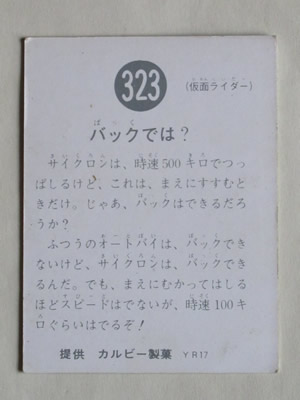 323
(仮面ライダー)
バックでは?
サイクロンは、時速500キロでつっ
ぱしるけど、これは、まえにすすむと
きだけ。じゃあ、バックはできるだろ
うか?
ふつうのオートバイは、バックでき
ないけど、サイクロンは、バックでき
るんだ。でも、まえにむかってはしる
ほどスピードはでないが、時速100キ
ログらいはでるぞ!
提供 カルビー製菓 YR17